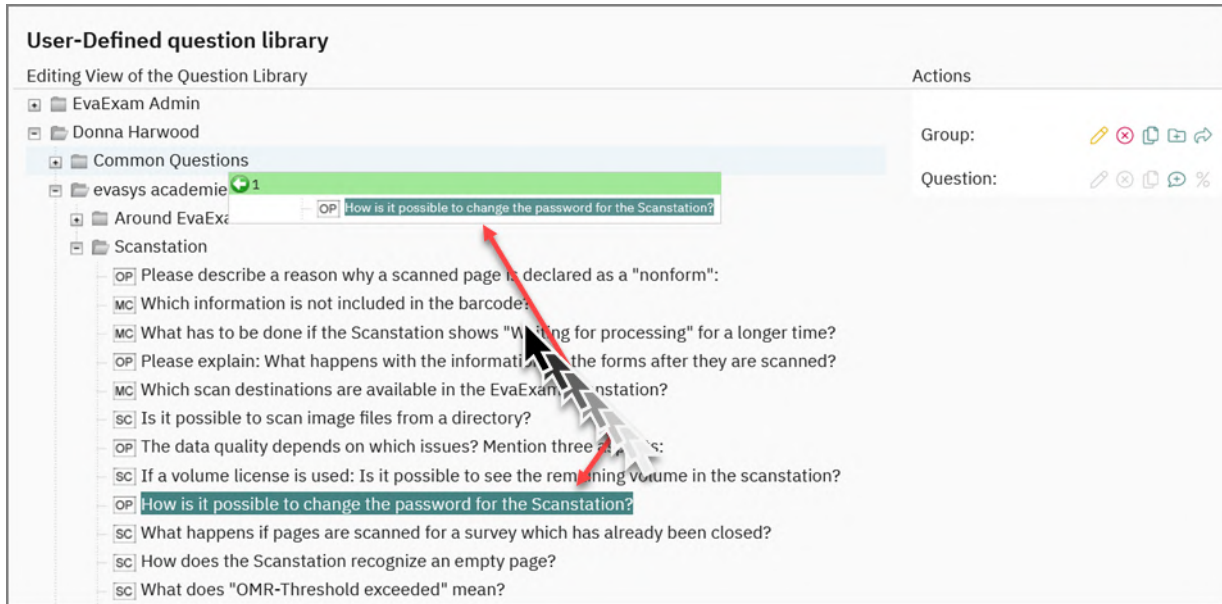 User-Defined question library
Editing View of the Question Library
Actions
EvaExam Admin
Donna Harwood
Group:
Common Questions
evasys academie
1
Question:
OP How is it possible to change the password for the Scanstation?
Around EvaExa
Scanstation
OP Please describe a reason why a scanned page is declared as a "nonform":
MC Which information is not included in the barcode?
MC What has to be done if the Scanstation shows "Waiting for processing" for a longer time?
OP Please explain: What happens with the information the forms after they are scanned?
MC Which scan destinations are available in the EvaExam Scanstation?
SC Is it possible to scan image files from a directory?
OP The data quality depends on which issues? Mention three aspects:
SC If a volume license is used: Is it possible to see the remaining volume in the scanstation?
OP How is it possible to change the password for the Scanstation?
SC What happens if pages are scanned for a survey which has already been closed?
SC How does the Scanstation recognize an empty page?
SC What does "OMR-Threshold exceeded" mean?